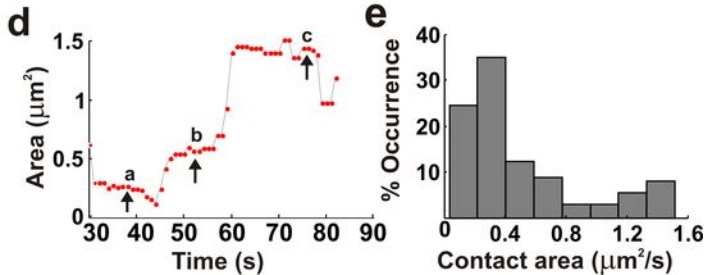 d
Area (μm²)
1.5
1
0.5
0
a
b
c
30 40 50 60 70 80 90
Time (s)
e
% Occurrence
40
30
20
10
0 0.4 0.8 1.2 1.6
Contact area (μm²/s)